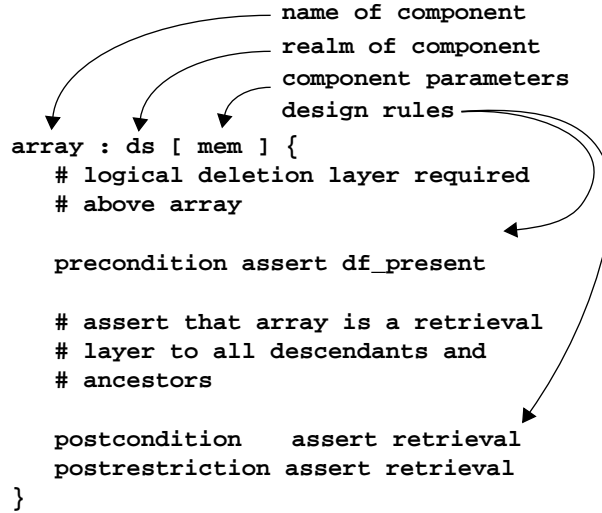 name of component
realm of component
component parameters
design rules
array : ds [ mem ] {
# logical deletion layer required
# above array
precondition assert df_present
# assert that array is a retrieval
# layer to all descendants and
# ancestors
postcondition assert retrieval
postrestriction assert retrieval
}